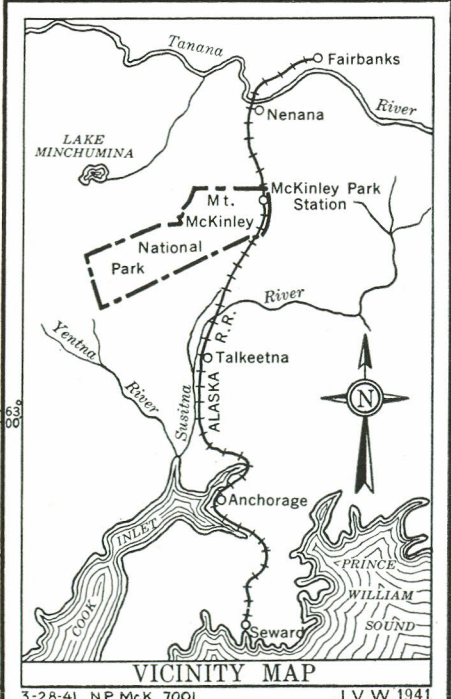 Tanana
Fairbanks
Nenana
River
LAKE
MINCHUMINA
McKinley Park
Station
Mt.
McKinley
National
Park
River
Yentna
River
R.R.
Talkeetna
ALASKA
Susitna
N
63°
00'
Anchorage
INLET
COOK
PRINCE
WILLIAM
SOUND
Seward
VICINITY MAP
3-28-41 N.P. McK. 7001 J.V.W. 1941